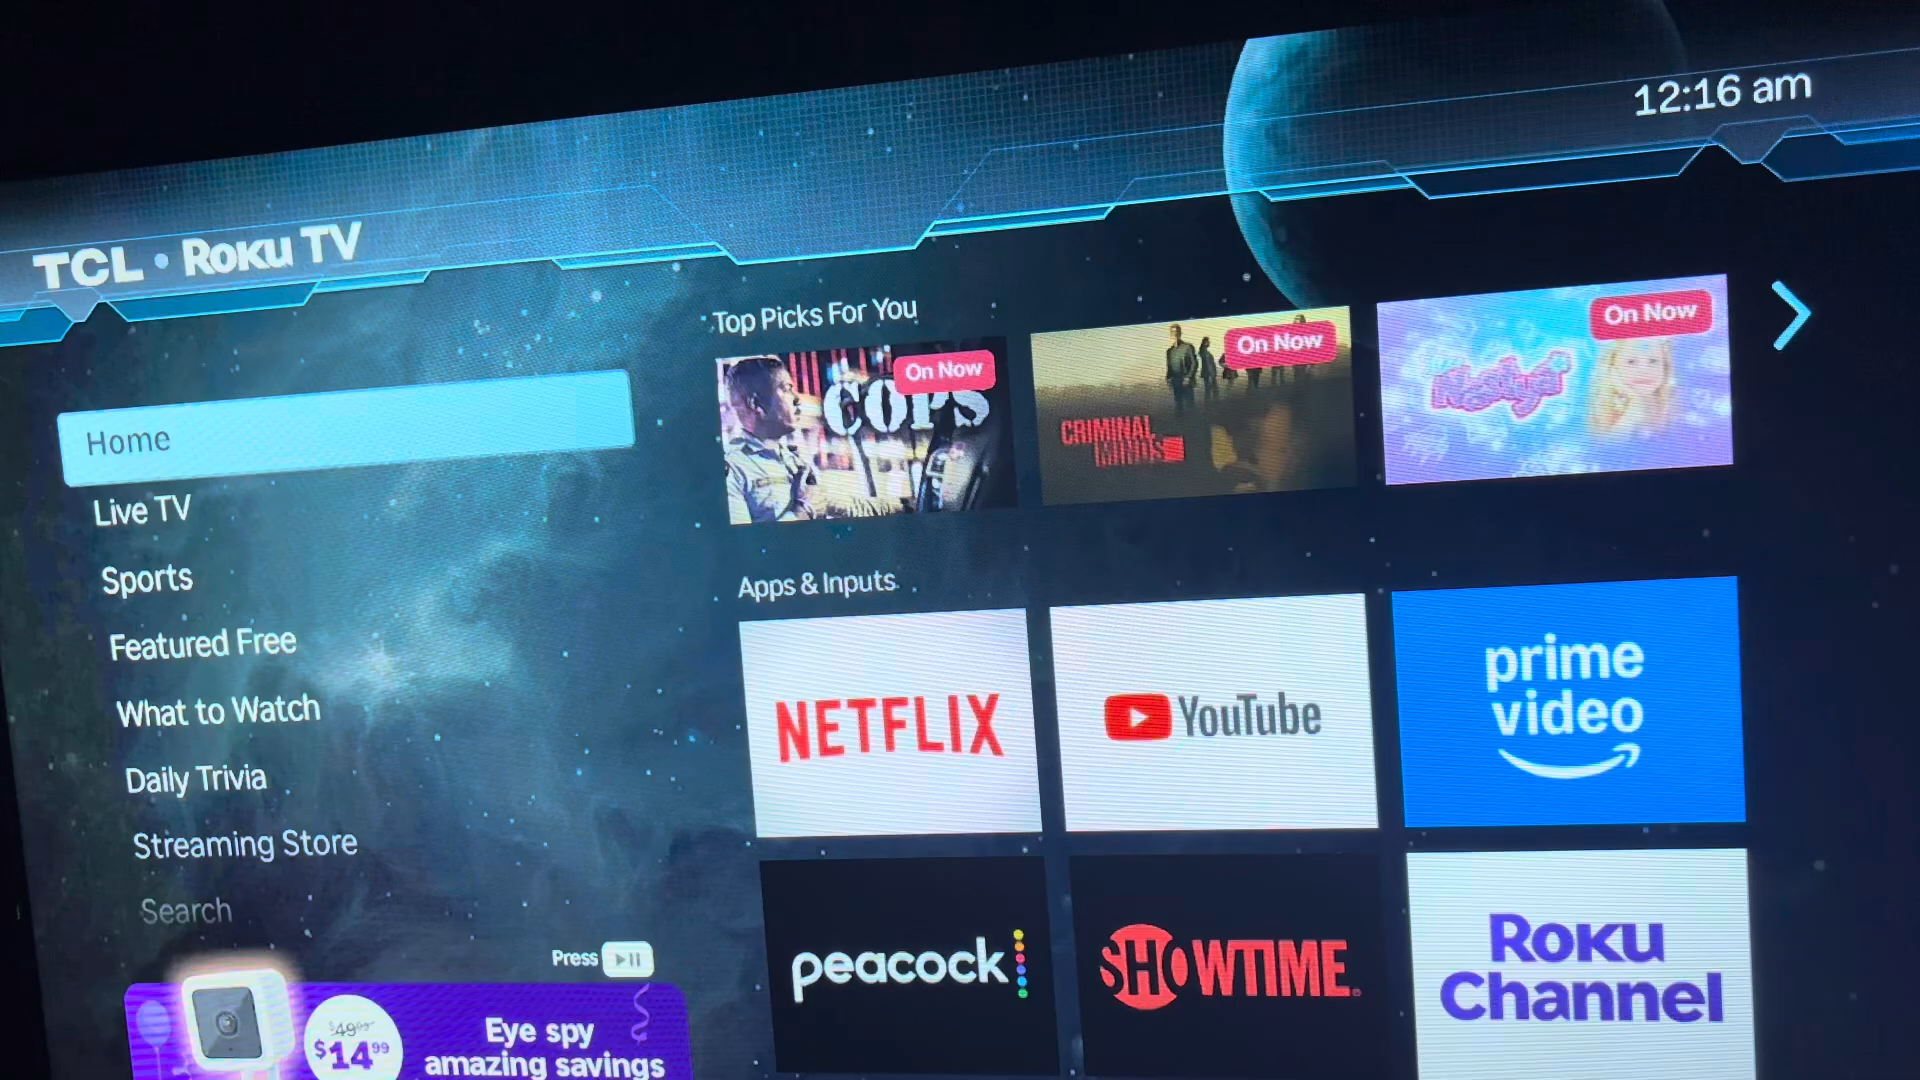 12:16 am
TCL • Roku TV
Top Picks For You
On Now
COPS
On Now
CRIMINAL
MINDS
On Now
Home
Live TV
Sports
Featured Free
What to Watch
Daily Trivia
Streaming Store
Search
Apps & Inputs
NETFLIX
YouTube
prime
video
peacock
SHOWTIME
Roku
Channel
Press
$49⁹⁹
$14⁹⁹
Eye spy
amazing savings